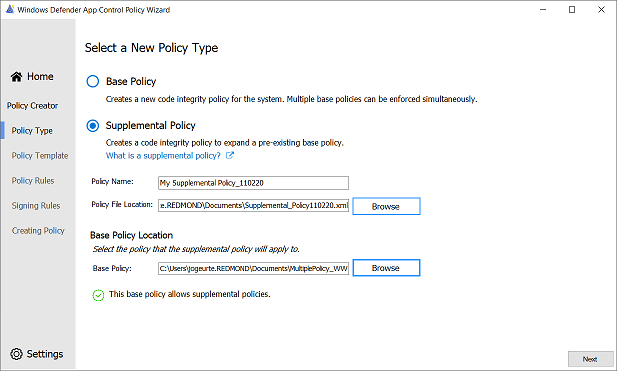 Windows Defender App Control Policy Wizard
Select a New Policy Type
Home
Base Policy
Creates a new code integrity policy for the system. Multiple base policies can be enforced simultaneously.
Policy Creator
Supplemental Policy
Policy Type
Creates a code integrity policy to expand a pre-existing base policy.
Policy Template
What is a supplemental policy?
Policy Rules
Policy Name: My Supplemental Policy_110220
Signing Rules
Policy File Location: e.REDMOND\Documents\Supplemental_Policy110220.xml Browse
Creating Policy
Base Policy Location
Select the policy that the supplemental policy will apply to.
Base Policy: C:\Users\jogeurte.REDMOND\Documents\MultiplePolicy_WW Browse
This base policy allows supplemental policies.
Settings
Next